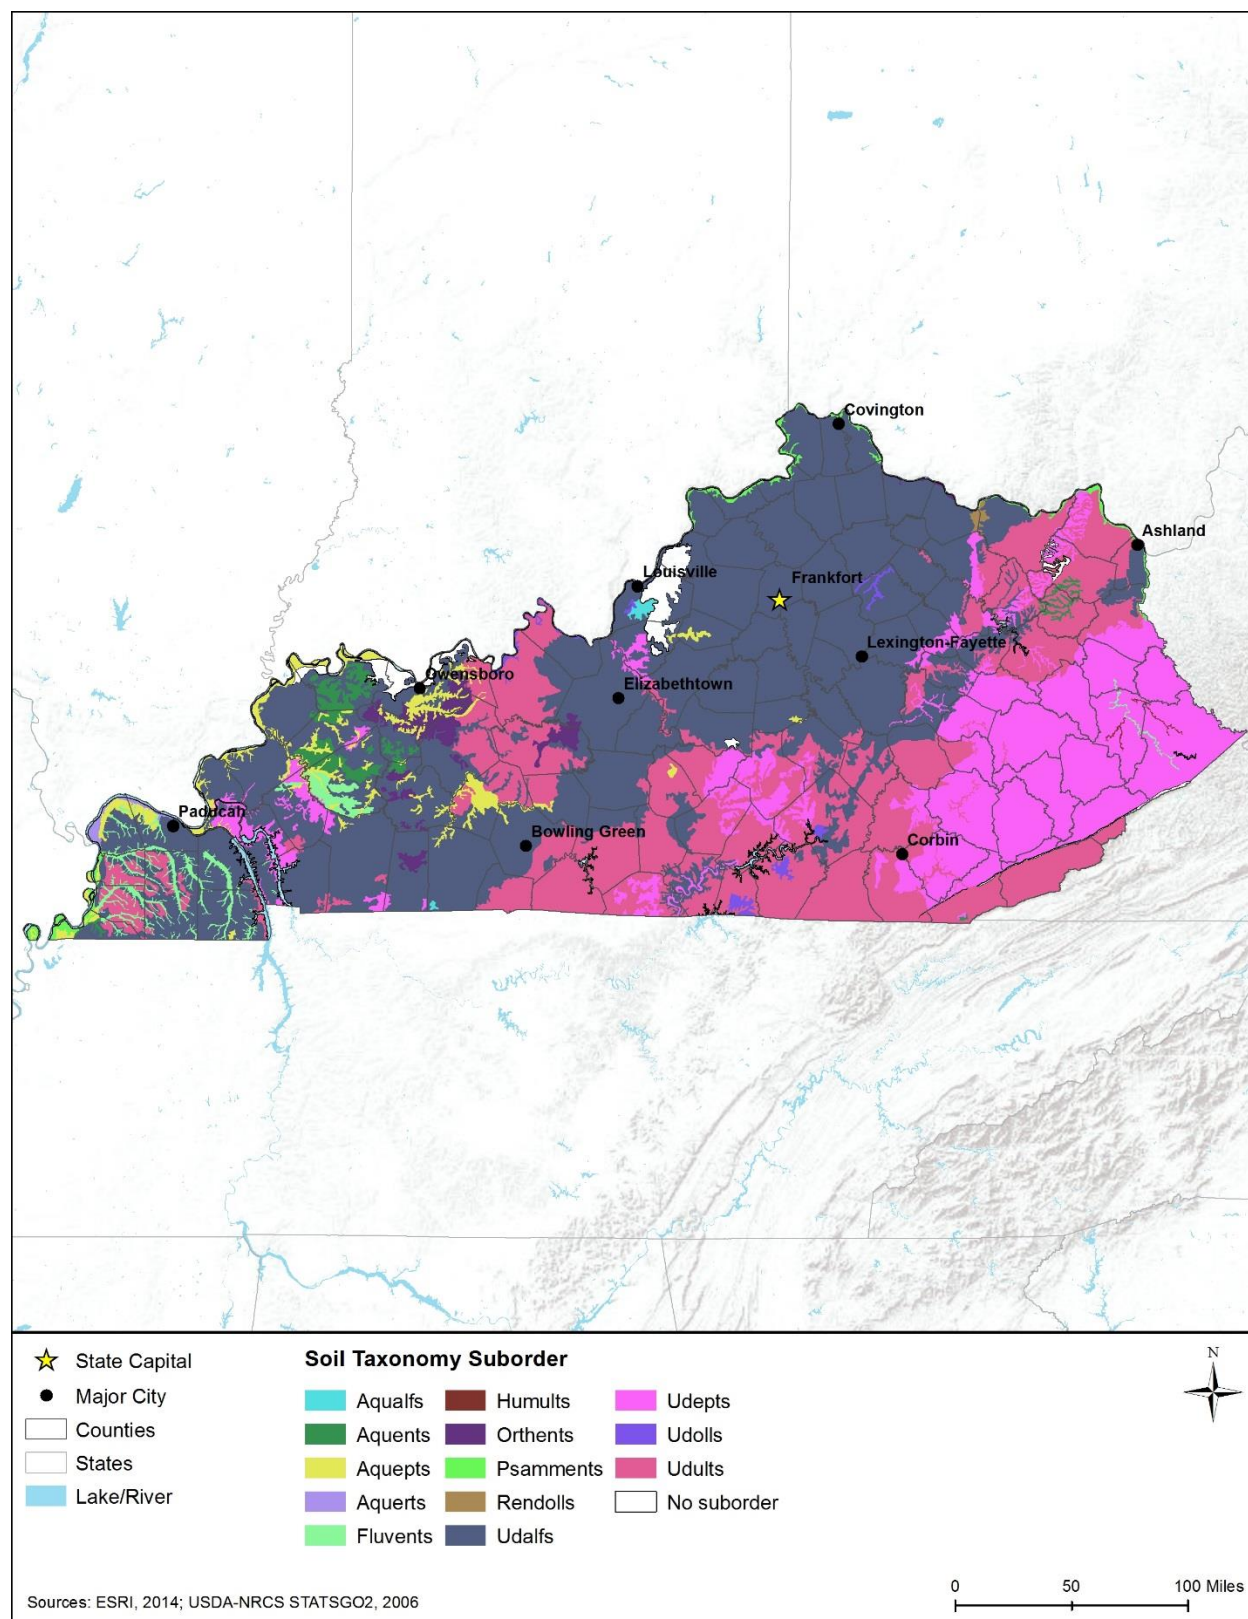 Covington
Ashland
Louisville
Frankfort
Lexington-Fayette
Owensboro
Elizabethtown
Paducah
Bowling Green
Corbin
State Capital
Major City
Counties
States
Lake/River
Soil Taxonomy Suborder
Aqualfs
Aquents
Aquepts
Aquerts
Fluvents
Humults
Orthents
Psamments
Rendolls
Udalfs
Udepts
Udolls
Udults
No suborder
N
0 50 100 Miles
Sources: ESRI, 2014; USDA-NRCS STATSGO2, 2006